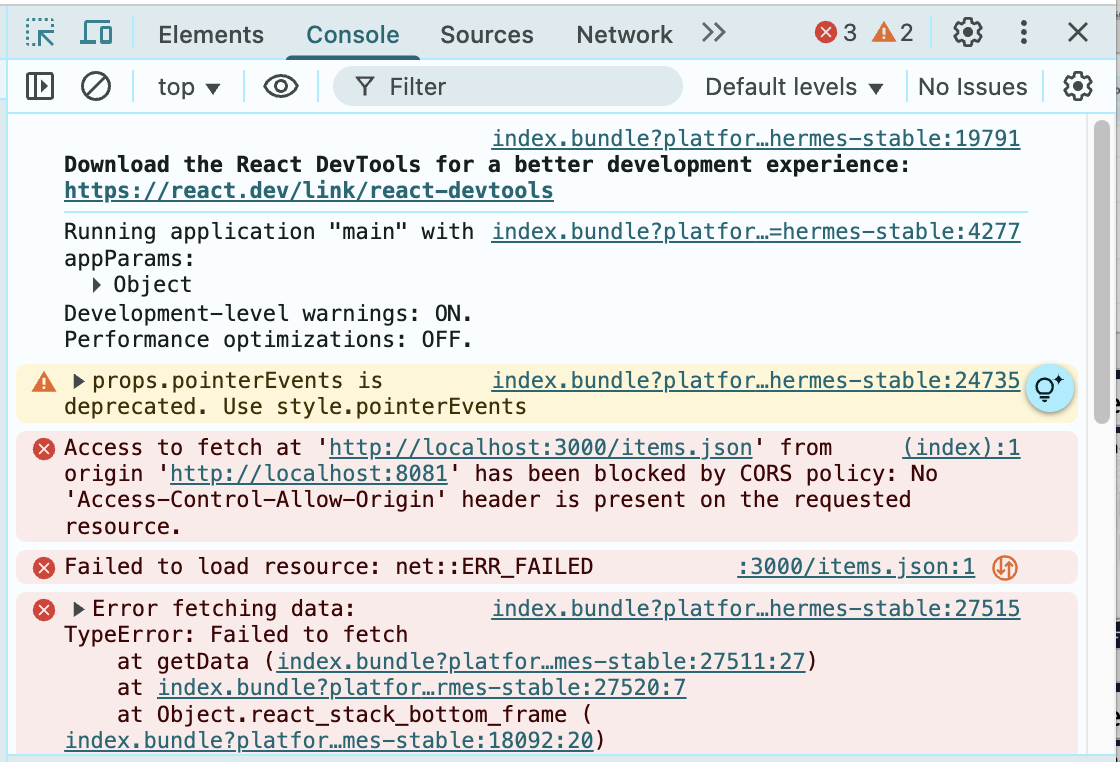 Elements Console Sources Network 3 2
top Filter Default levels No Issues
index.bundle?platfor…hermes-stable:19791
Download the React DevTools for a better development experience:
https://react.dev/link/react-devtools
Running application "main" with index.bundle?platfor…=hermes-stable:4277
appParams:
Object
Development-level warnings: ON.
Performance optimizations: OFF.
props.pointerEvents is index.bundle?platfor…hermes-stable:24735
deprecated. Use style.pointerEvents
Access to fetch at 'http://localhost:3000/items.json' from (index):1
origin 'http://localhost:8081' has been blocked by CORS policy: No
'Access-Control-Allow-Origin' header is present on the requested
resource.
Failed to load resource: net::ERR_FAILED :3000/items.json:1
Error fetching data: index.bundle?platfor…hermes-stable:27515
TypeError: Failed to fetch
at getData (index.bundle?platfor…mes-stable:27511:27)
at index.bundle?platfor…rmes-stable:27520:7
at Object.react_stack_bottom_frame (
index.bundle?platfor…mes-stable:18092:20)